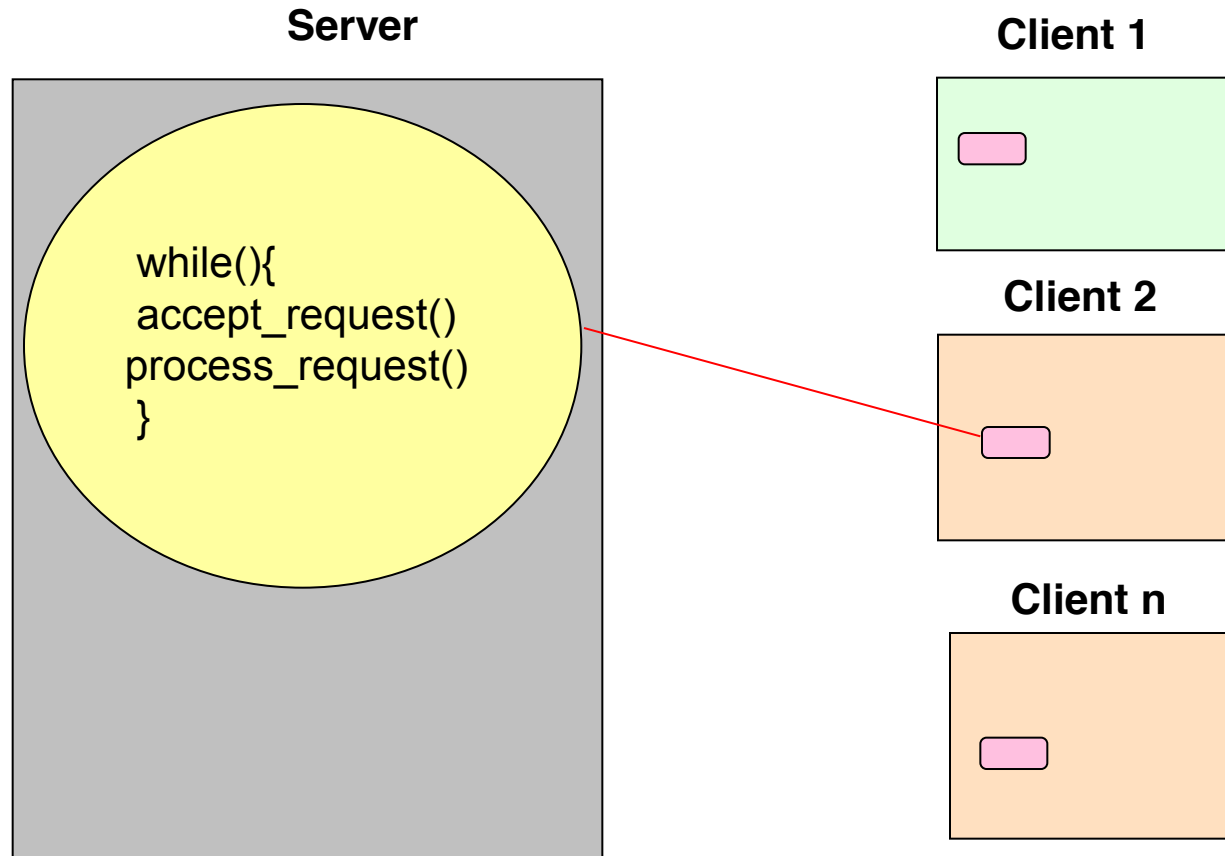 Server
while(){
accept_request()
process_request()
}
Client 1
Client 2
Client n